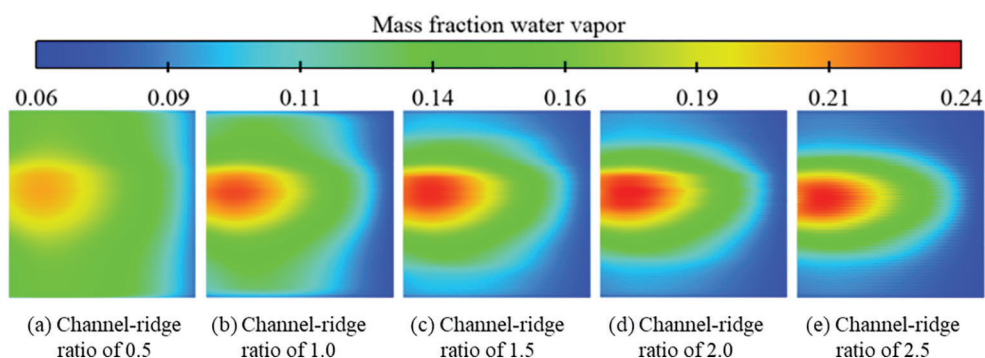 Mass fraction water vapor
0.06 0.09 0.11 0.14 0.16 0.19 0.21 0.24
(a) Channel-ridge
ratio of 0.5
(b) Channel-ridge
ratio of 1.0
(c) Channel-ridge
ratio of 1.5
(d) Channel-ridge
ratio of 2.0
(e) Channel-ridge
ratio of 2.5